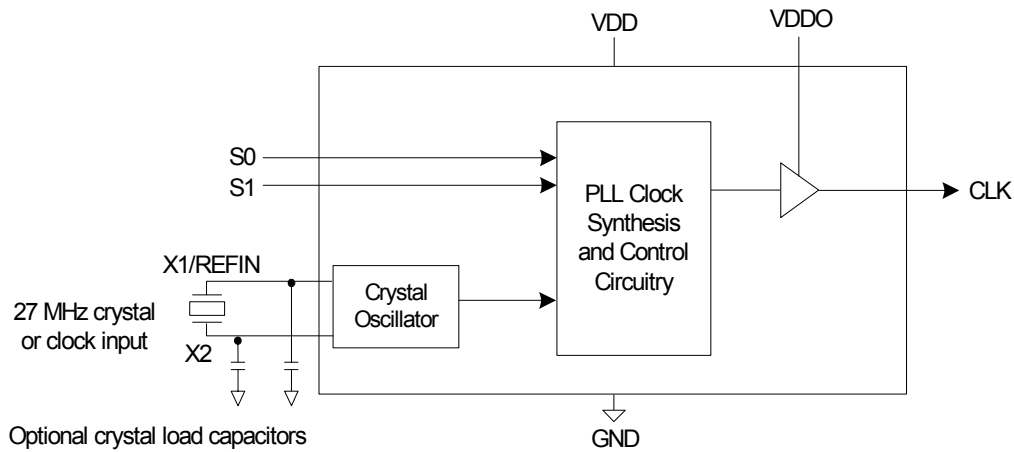 VDD
VDDO
S0
S1
PLL Clock
Synthesis
and Control
Circuitry
CLK
X1/REFIN
Crystal
Oscillator
27 MHz crystal
or clock input
X2
Optional crystal load capacitors
GND